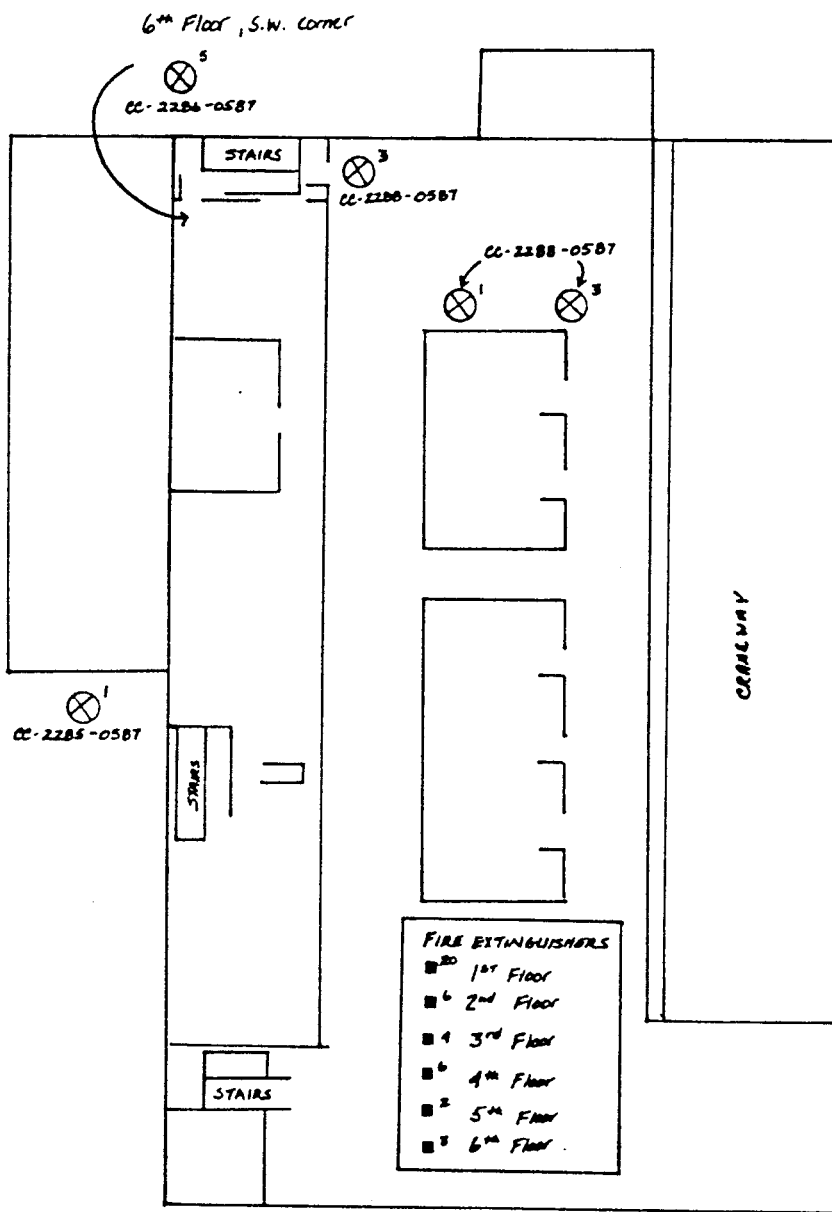 6th Floor, S.W. corner
5
CC-2286-0587
STAIRS
3
CC-2288-0587
CC-2288-0587
1
3
1
CC-2285-0587
STAIRS
CRANEWAY
FIRE EXTINGUISHERS
20 1ST Floor
6 2nd Floor
4 3rd Floor
6 4th Floor
2 5th Floor
3 6th Floor
STAIRS